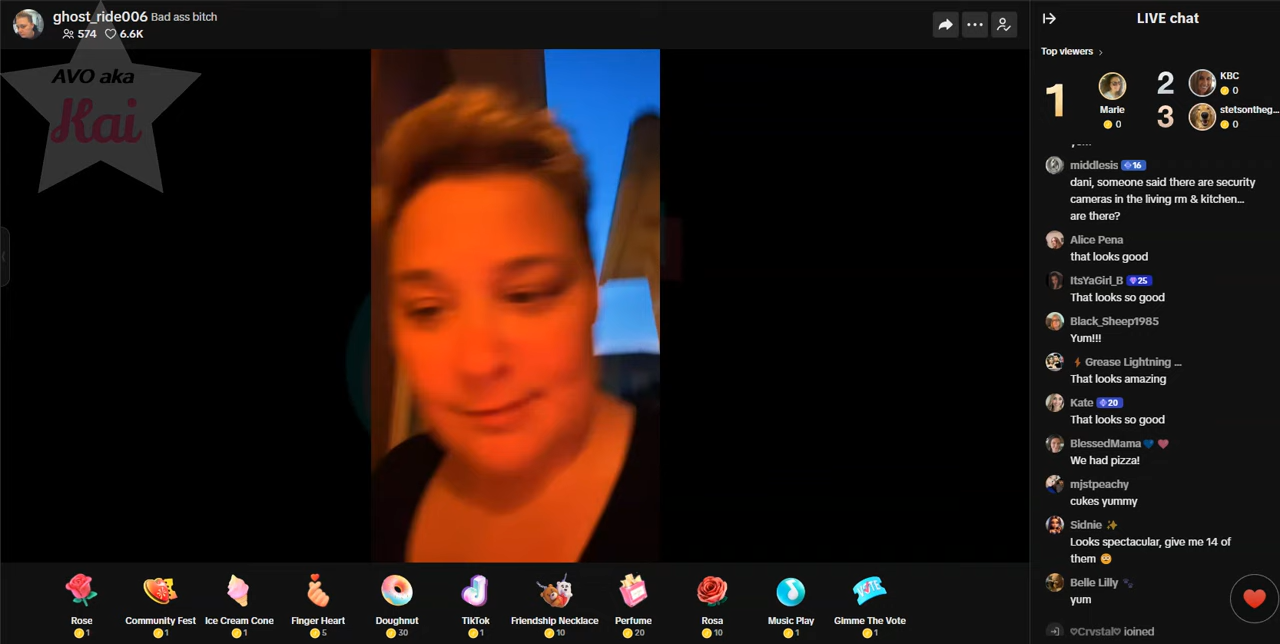 ghost_ride006 Bad ass bitch
574 6.6K
AVO aka
Kai
LIVE chat
Top viewers >
1
Marie
0
2
KBC
0
3
stetsontheg...
0
middlesis 16
dani, someone said there are security
cameras in the living rm & kitchen...
are there?
Alice Pena
that looks good
ItsYaGirl_B 25
That looks so good
Black_Sheep1985
Yum!!!
Grease Lightning ...
That looks amazing
Kate 20
That looks so good
BlessedMama
We had pizza!
mjstpeachy
cukes yummy
Sidnie ✨
Looks spectacular, give me 14 of
them
Belle Lilly
yum
♡Crystal♡ joined
Rose
1
Community Fest
1
Ice Cream Cone
1
Finger Heart
5
Doughnut
30
TikTok
1
Friendship Necklace
10
Perfume
20
Rosa
10
Music Play
1
Gimme The Vote
1